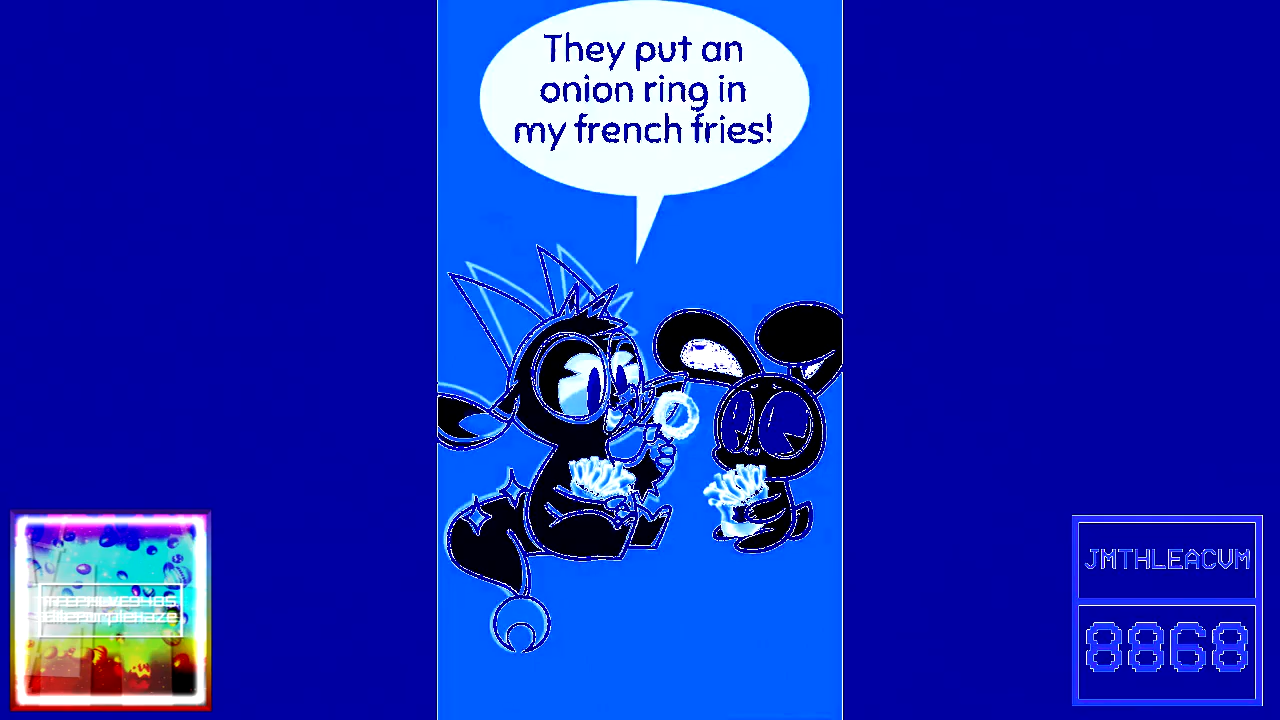 They put an
onion ring in
my french fries!
JMTHLEACVM
8868